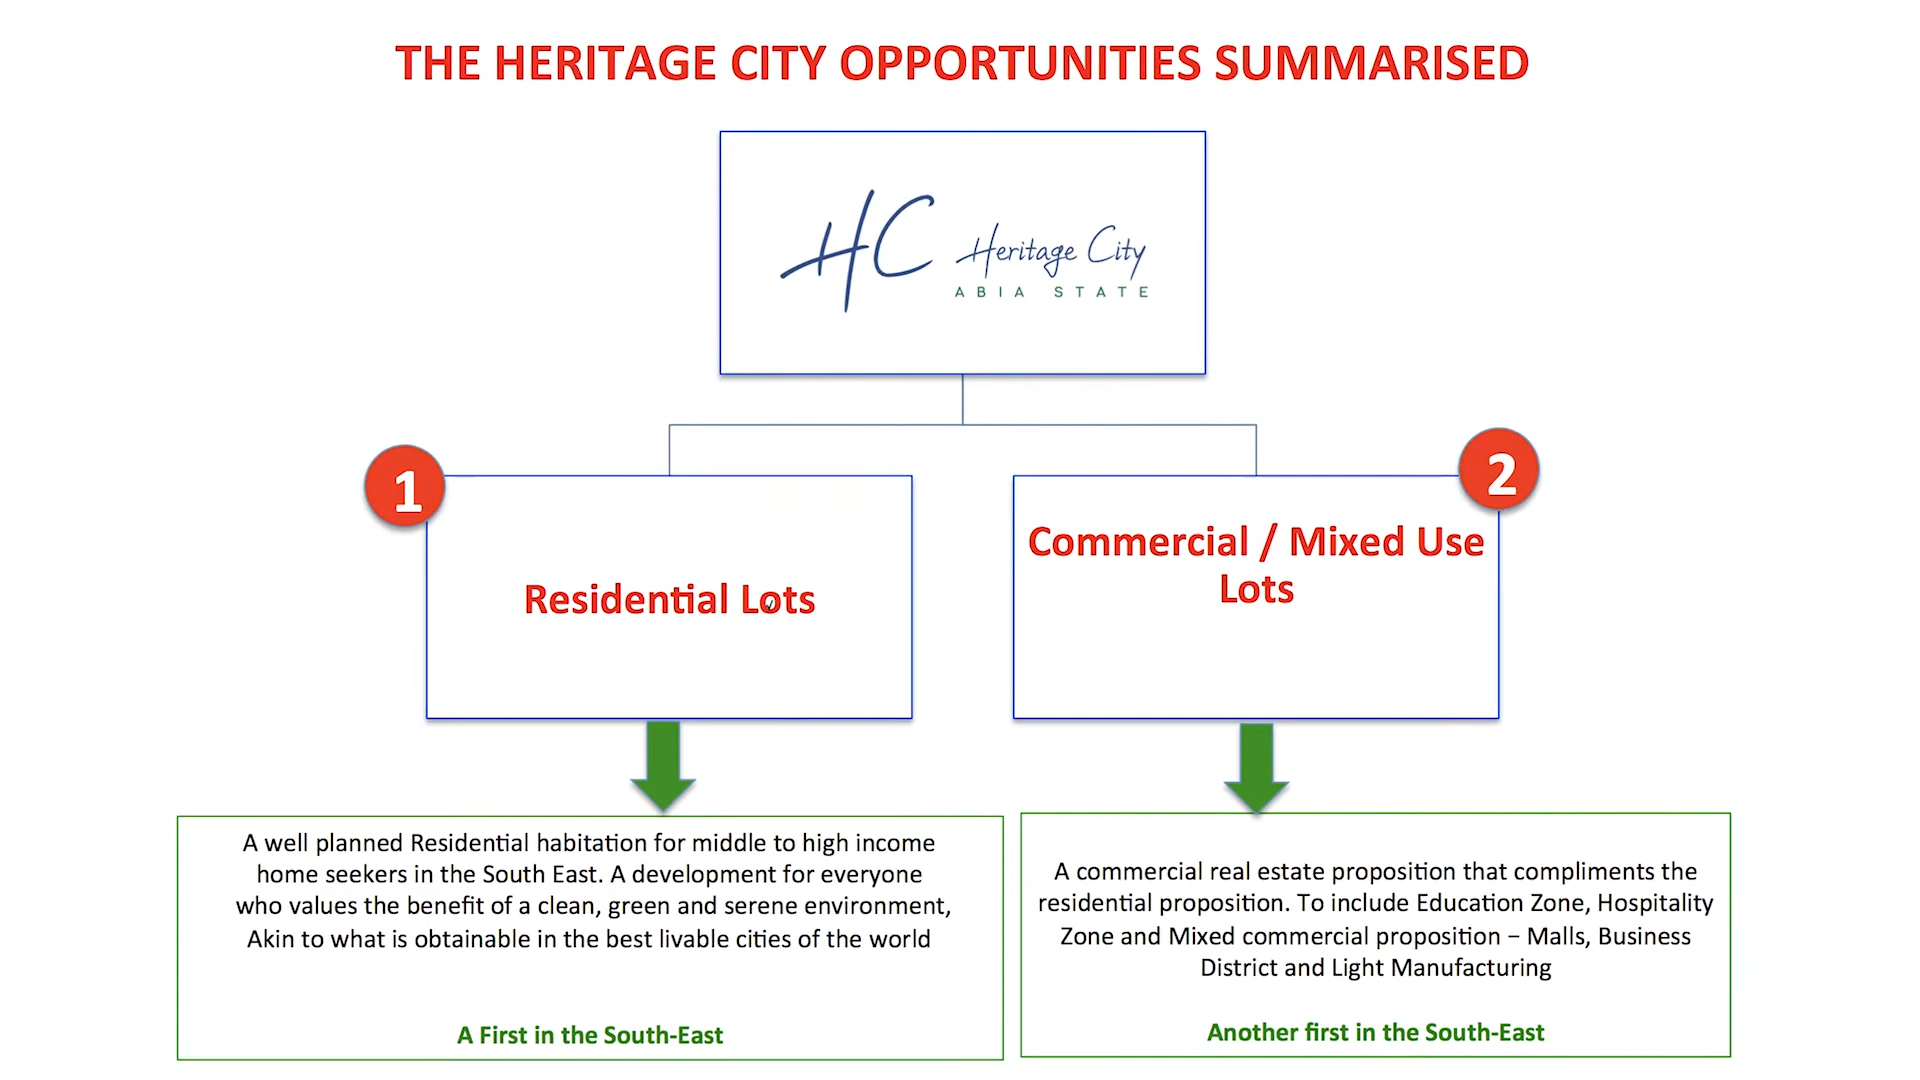 THE HERITAGE CITY OPPORTUNITIES SUMMARISED
HC Heritage City
ABIA STATE
1
2
Residential Lots
Commercial / Mixed Use
Lots
A well planned Residential habitation for middle to high income
home seekers in the South East. A development for everyone
who values the benefit of a clean, green and serene environment,
Akin to what is obtainable in the best livable cities of the world
A First in the South-East
A commercial real estate proposition that compliments the
residential proposition. To include Education Zone, Hospitality
Zone and Mixed commercial proposition – Malls, Business
District and Light Manufacturing
Another first in the South-East